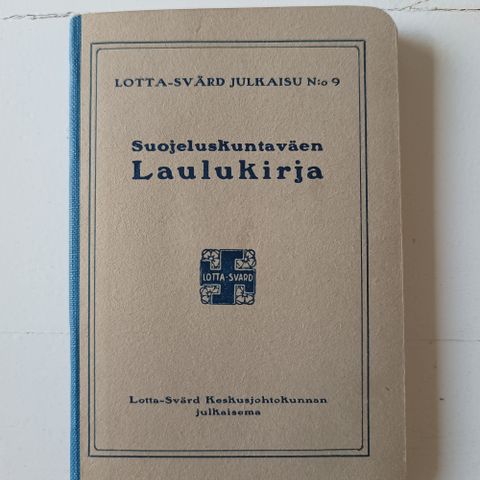 LOTTA-SVÄRD JULKAISU N:o 9
Suojeluskuntaväen
Laulukirja
LOTTA-SVÄRD
Lotta-Svärd Keskusjohtokunnan
julkaisema